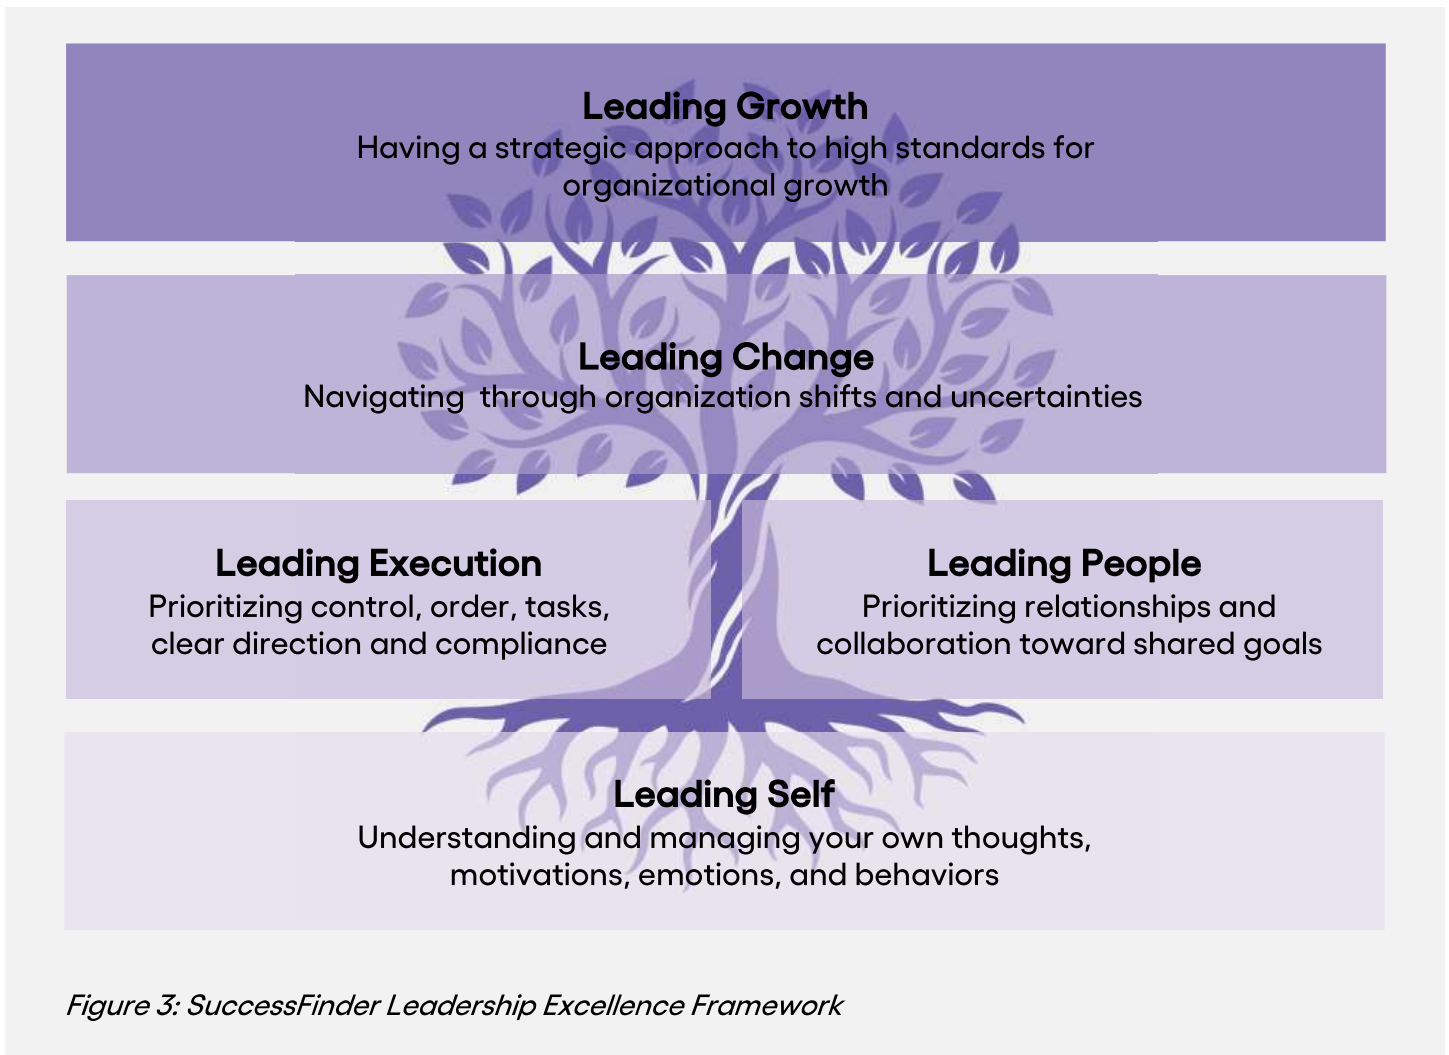 Leading Growth
Having a strategic approach to high standards for
organizational growth
Leading Change
Navigating  through organization shifts and uncertainties
Leading Execution
Prioritizing control, order, tasks,
clear direction and compliance
Leading People
Prioritizing relationships and
collaboration toward shared goals
Leading Self
Understanding and managing your own thoughts,
motivations, emotions, and behaviors
Figure 3: SuccessFinder Leadership Excellence Framework